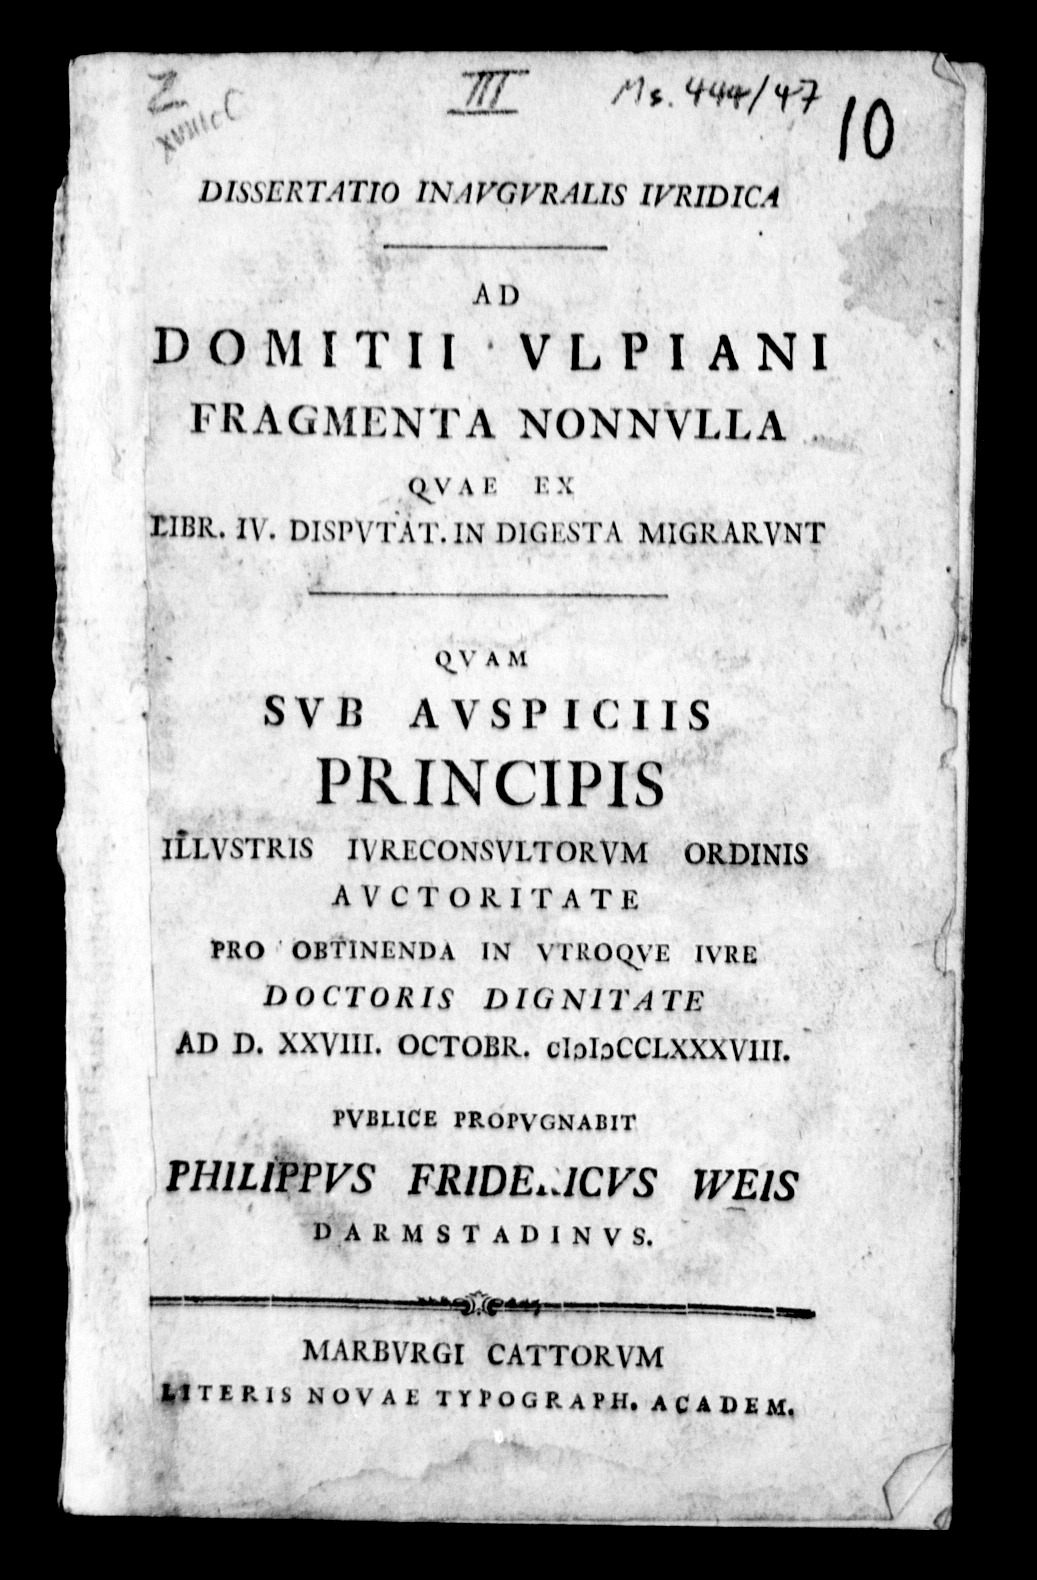 Z
XVIII c C
III
Ms. 444/47
10
DISSERTATIO INAVGVRALIS IVRIDICA
AD
DOMITII VLPIANI
FRAGMENTA NONNVLLA
QVAE EX
LIBR. IV. DISPVTAT. IN DIGESTA MIGRARVNT
QVAM
SVB AVSPICIIS
PRINCIPIS
ILLVSTRIS IVRECONSVLTORVM ORDINIS
AVCTORITATE
PRO OBTINENDA IN VTROQVE IVRE
DOCTORIS DIGNITATE
AD D. XXVIII. OCTOBR. cIↄIↄCCLXXXVIII.
PVBLICE PROPVGNABIT
PHILIPPVS FRIDERICVS WEIS
DARMSTADINVS.
MARBVRGI CATTORVM
LITERIS NOVAE TYPOGRAPH. ACADEM.